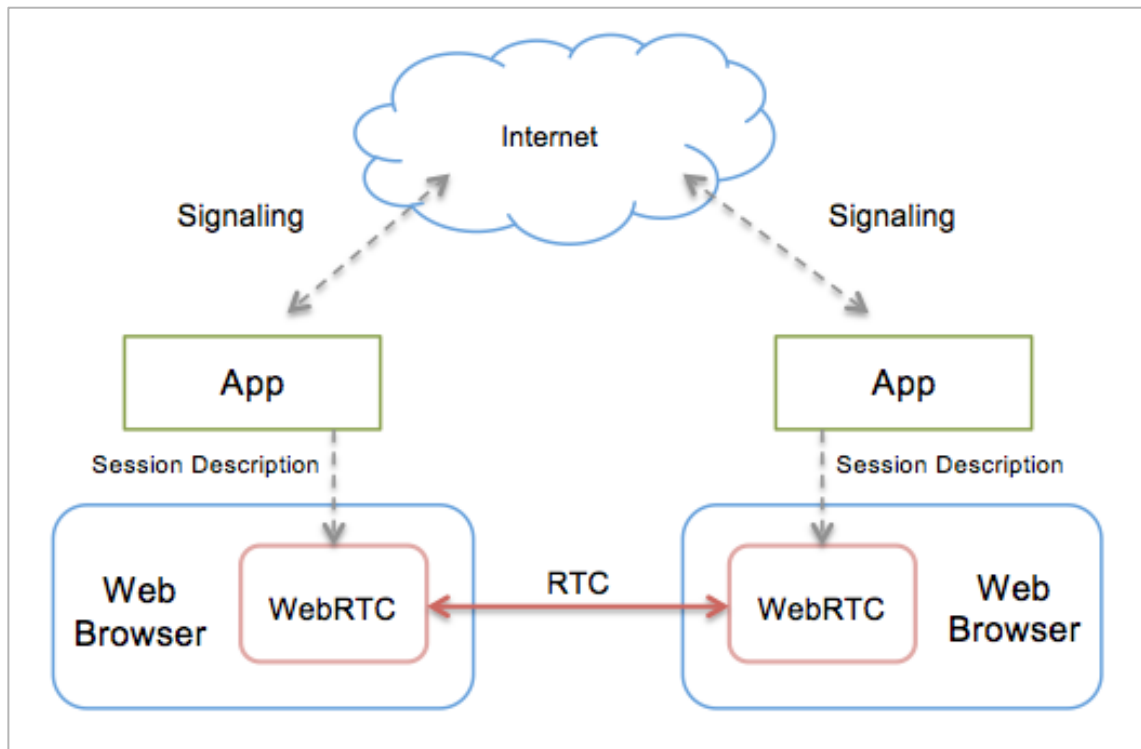 Internet
Signaling
Signaling
App
App
Session Description
Session Description
Web
Browser
WebRTC
RTC
WebRTC
Web
Browser